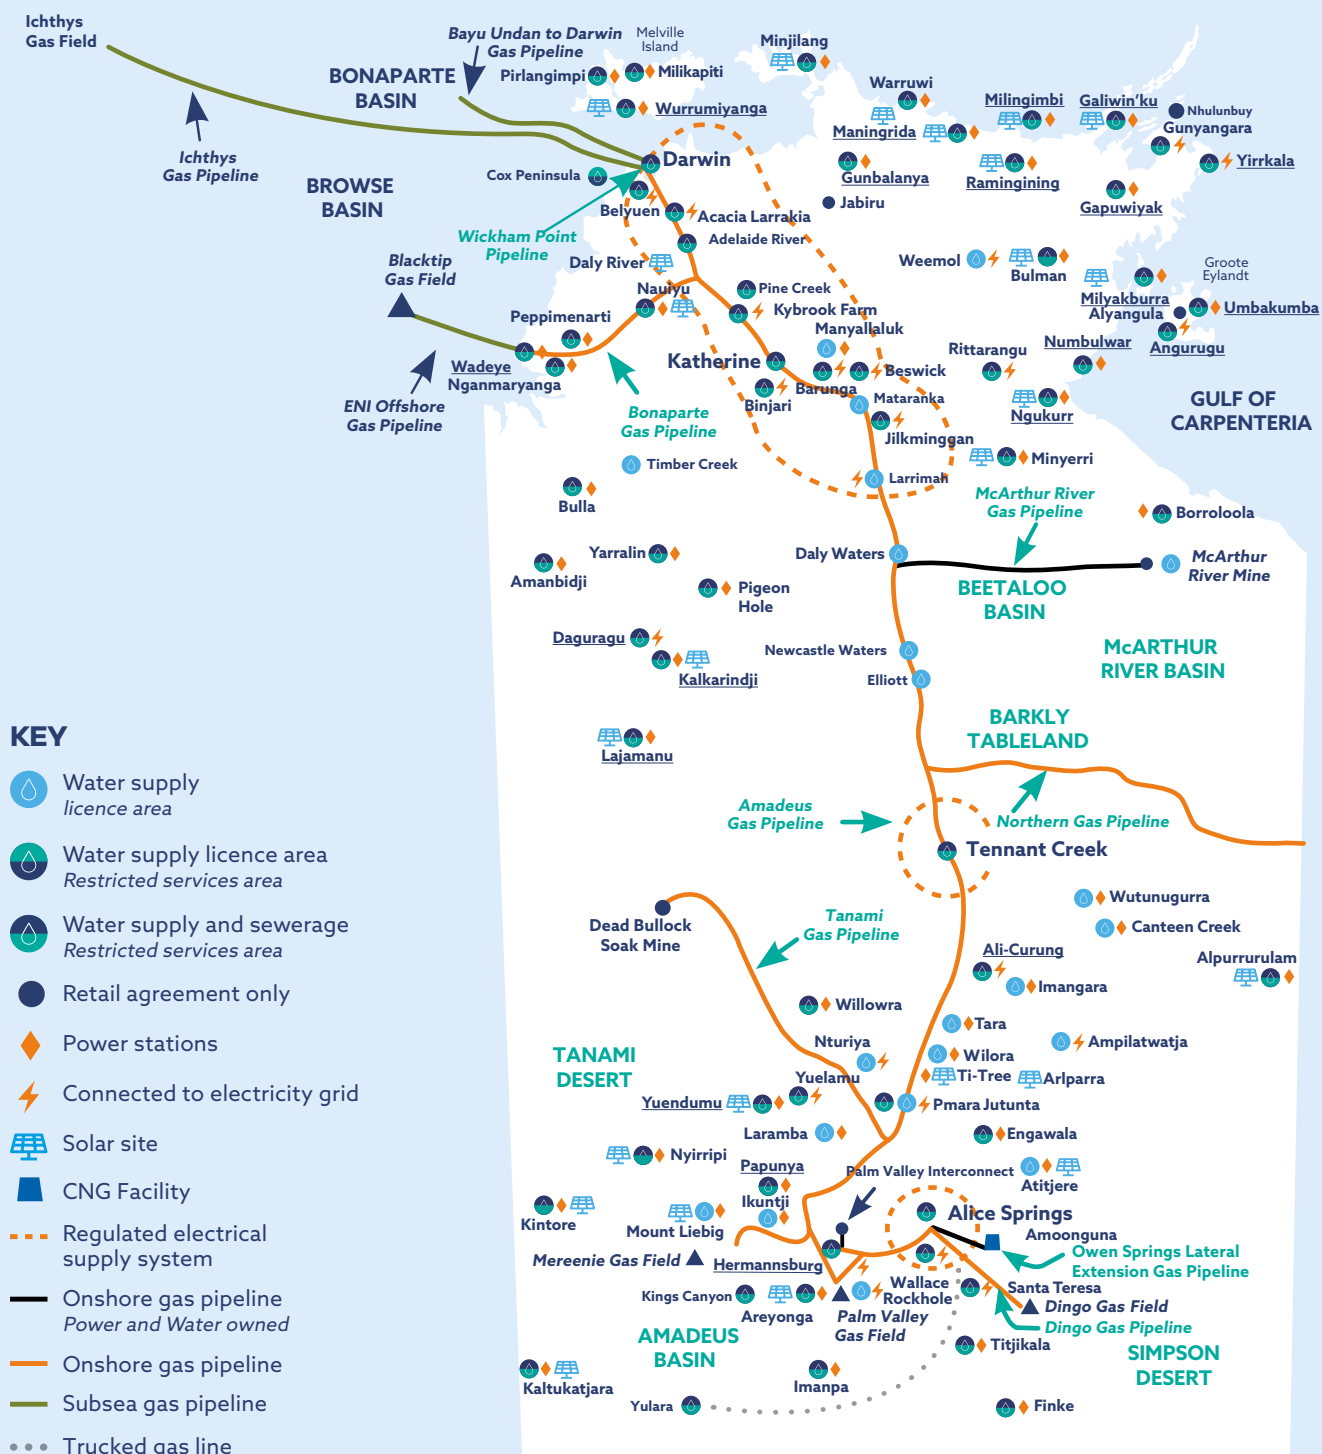 Ichthys
Gas Field
Bayu Undan to Darwin
Gas Pipeline
Melville
Island
Minjilang
BONAPARTE
BASIN
Pirlangimpi
Milikapiti
Wurrumiyanga
Warruwi
Milingimbi
Galiwin'ku
Nhulunbuy
Gunyangara
Maningrida
Ichthys
Gas Pipeline
Darwin
Yirrkala
Cox Peninsula
Gunbalanya
Ramingining
BROWSE
BASIN
Belyuen
Acacia Larrakia
Jabiru
Gapuwiyak
Wickham Point
Pipeline
Adelaide River
Blacktip
Gas Field
Daly River
Weemol
Bulman
Groote
Eylandt
Nauiyu
Pine Creek
Milyakburra
Alyangula
Umbakumba
Kybrook Farm
Peppimenarti
Manyallaluk
Angurugu
Numbulwar
Rittarangu
Katherine
Wadeye
Nganmaryanga
Barunga
Beswick
Binjari
Mataranka
ENI Offshore
Gas Pipeline
Bonaparte
Gas Pipeline
Ngukurr
GULF OF
CARPENTERIA
Jilkminggan
Timber Creek
Minyerri
Larrimah
McArthur River
Gas Pipeline
Bulla
Borroloola
Yarralin
Daly Waters
McArthur
River Mine
Amanbidji
Pigeon
Hole
BEETALOO
BASIN
Daguragu
Newcastle Waters
McARTHUR
RIVER BASIN
Kalkarindji
Elliott
BARKLY
TABLELAND
Lajamanu
Amadeus
Gas Pipeline
Northern Gas Pipeline
Tennant Creek
Wutunugurra
Dead Bullock
Soak Mine
Tanami
Gas Pipeline
Canteen Creek
Ali-Curung
Alpurrurulam
Imangara
Willowra
Tara
Nturiya
Ampilatwatja
TANAMI
DESERT
Wilora
Yuelamu
Ti-Tree
Arlparra
Yuendumu
Pmara Jutunta
Laramba
Engawala
Nyirripi
Papunya
Palm Valley Interconnect
Atitjere
Ikuntji
Kintore
Mount Liebig
Alice Springs
Amoonguna
Mereenie Gas Field
Hermannsburg
Owen Springs Lateral
Extension Gas Pipeline
Kings Canyon
Wallace
Rockhole
Santa Teresa
Areyonga
Palm Valley
Gas Field
Dingo Gas Field
Dingo Gas Pipeline
AMADEUS
BASIN
Titjikala
SIMPSON
DESERT
Kaltukatjara
Imanpa
Yulara
Finke
KEY
Water supply
licence area
Water supply licence area
Restricted services area
Water supply and sewerage
Restricted services area
Retail agreement only
Power stations
Connected to electricity grid
Solar site
CNG Facility
Regulated electrical
supply system
Onshore gas pipeline
Power and Water owned
Onshore gas pipeline
Subsea gas pipeline
Trucked gas line